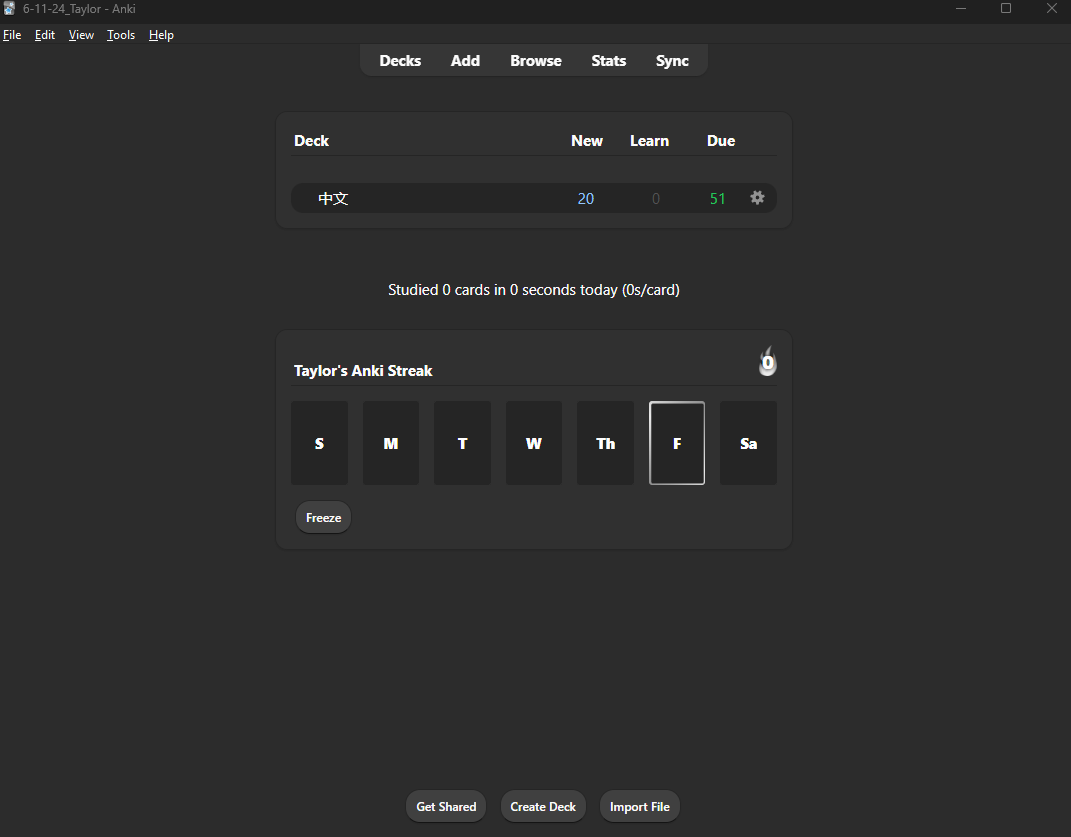 6-11-24_Taylor - Anki
File Edit View Tools Help
Decks Add Browse Stats Sync
Deck New Learn Due
中文 20 0 51
Studied 0 cards in 0 seconds today (0s/card)
Taylor's Anki Streak 0
S M T W Th F Sa
Freeze
Get Shared Create Deck Import File